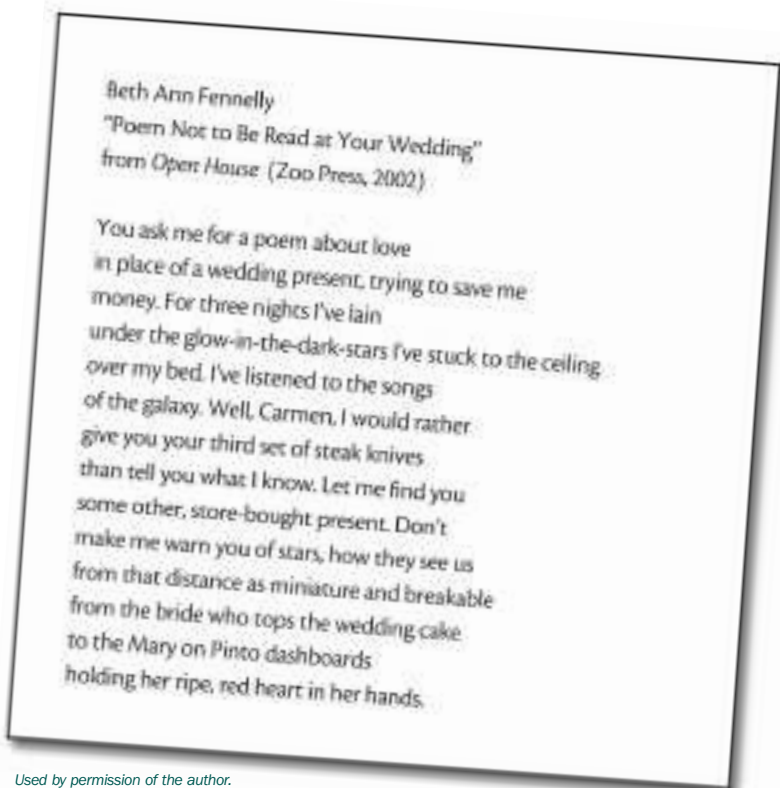 Beth Ann Fennelly
"Poem Not to Be Read at Your Wedding"
from Open House (Zoo Press, 2002)
You ask me for a poem about love
in place of a wedding present, trying to save me
money. For three nights I've lain
under the glow-in-the-dark-stars I've stuck to the ceiling
over my bed. I've listened to the songs
of the galaxy. Well, Carmen, I would rather
give you your third set of steak knives
than tell you what I know. Let me find you
some other, store-bought present. Don't
make me warn you of stars, how they see us
from that distance as miniature and breakable
from the bride who tops the wedding cake
to the Mary on Pinto dashboards
holding her ripe, red heart in her hands.
Used by permission of the author.